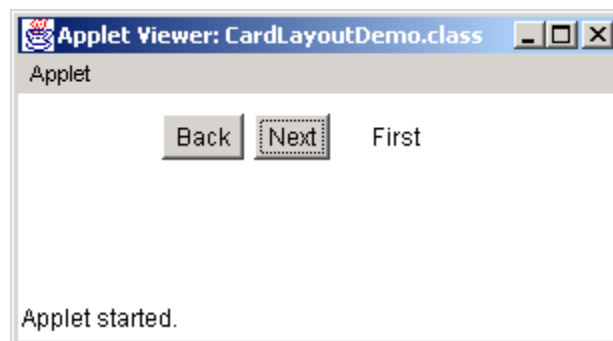 Applet Viewer: CardLayoutDemo.class
Applet
Back Next First
Applet started.